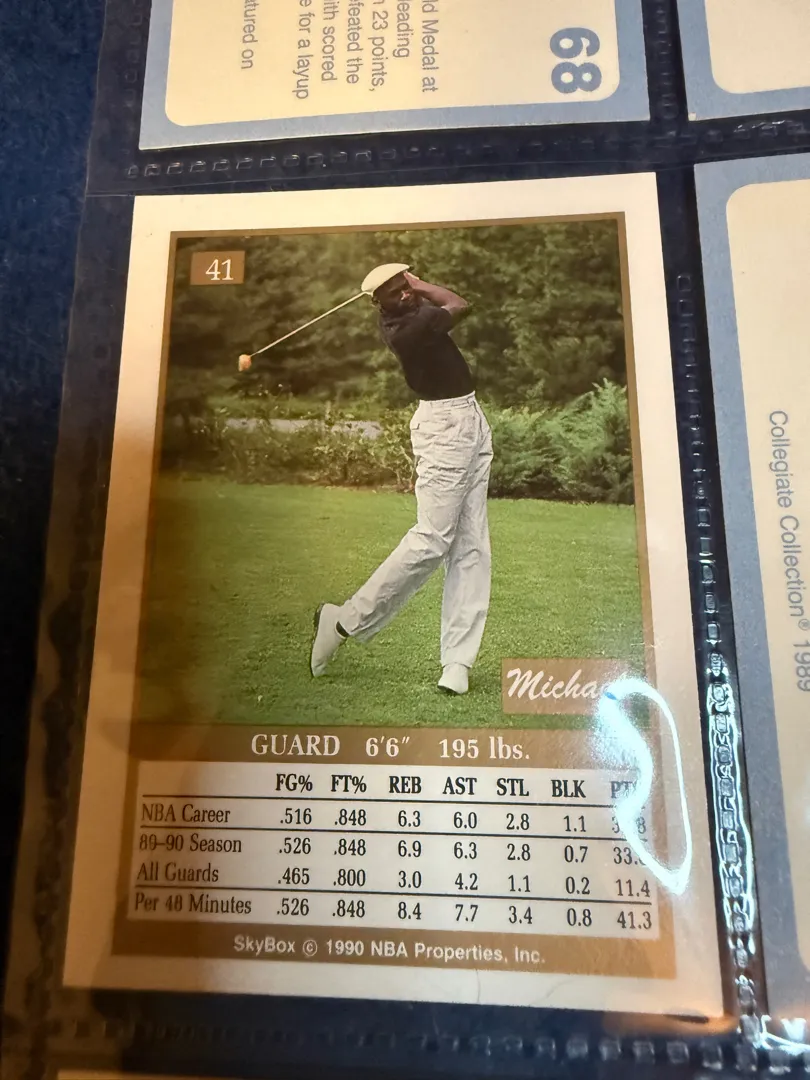 ld Medal at
leading
n 23 points,
efeated the
ith scored
e for a layup
atured on
68
41
GUARD 6'6" 195 lbs.
FG% FT% REB AST STL BLK
NBA Career .516 .848 6.3 6.0 2.8 1.1
89–90 Season .526 .848 6.9 6.3 2.8 0.7
All Guards .465 .800 3.0 4.2 1.1 0.2 11.4
Per 48 Minutes .526 .848 8.4 7.7 3.4 0.8 41.3
SkyBox © 1990 NBA Properties, Inc.
Collegiate Collection® 1989